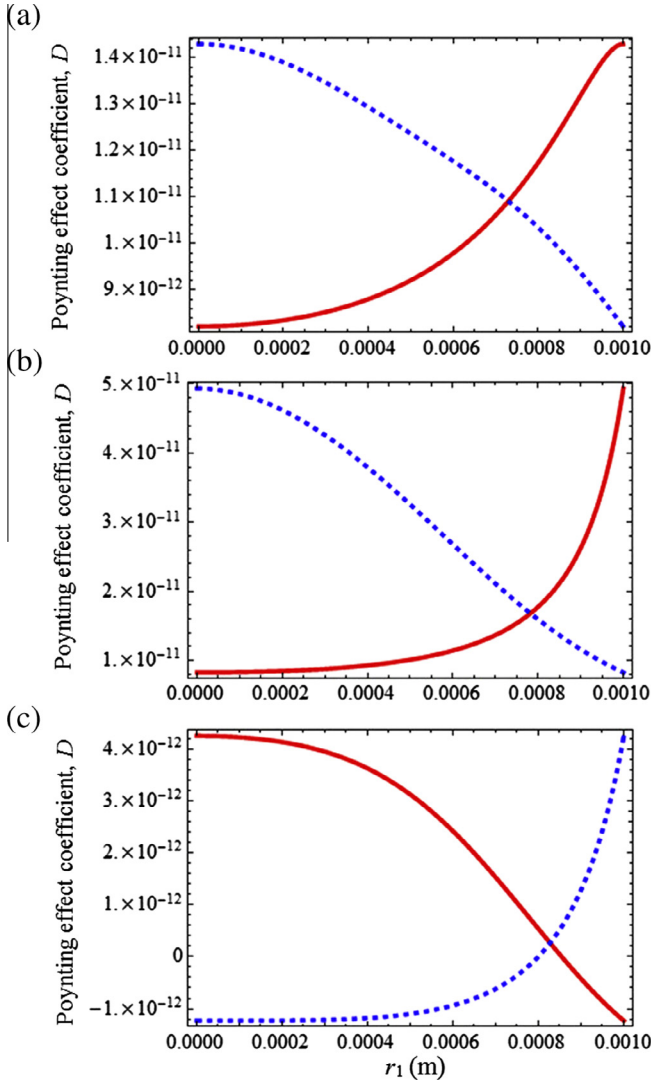 (a)
Poynting effect coefficient, D
1.4×10⁻¹¹
1.3×10⁻¹¹
1.2×10⁻¹¹
1.1×10⁻¹¹
1.×10⁻¹¹
9.×10⁻¹²
0.0000 0.0002 0.0004 0.0006 0.0008 0.0010
(b)
Poynting effect coefficient, D
5.×10⁻¹¹
4.×10⁻¹¹
3.×10⁻¹¹
2.×10⁻¹¹
1.×10⁻¹¹
0.0000 0.0002 0.0004 0.0006 0.0008 0.0010
(c)
Poynting effect coefficient, D
4.×10⁻¹²
3.×10⁻¹²
2.×10⁻¹²
1.×10⁻¹²
0
−1.×10⁻¹²
0.0000 0.0002 0.0004 0.0006 0.0008 0.0010
r₁ (m)